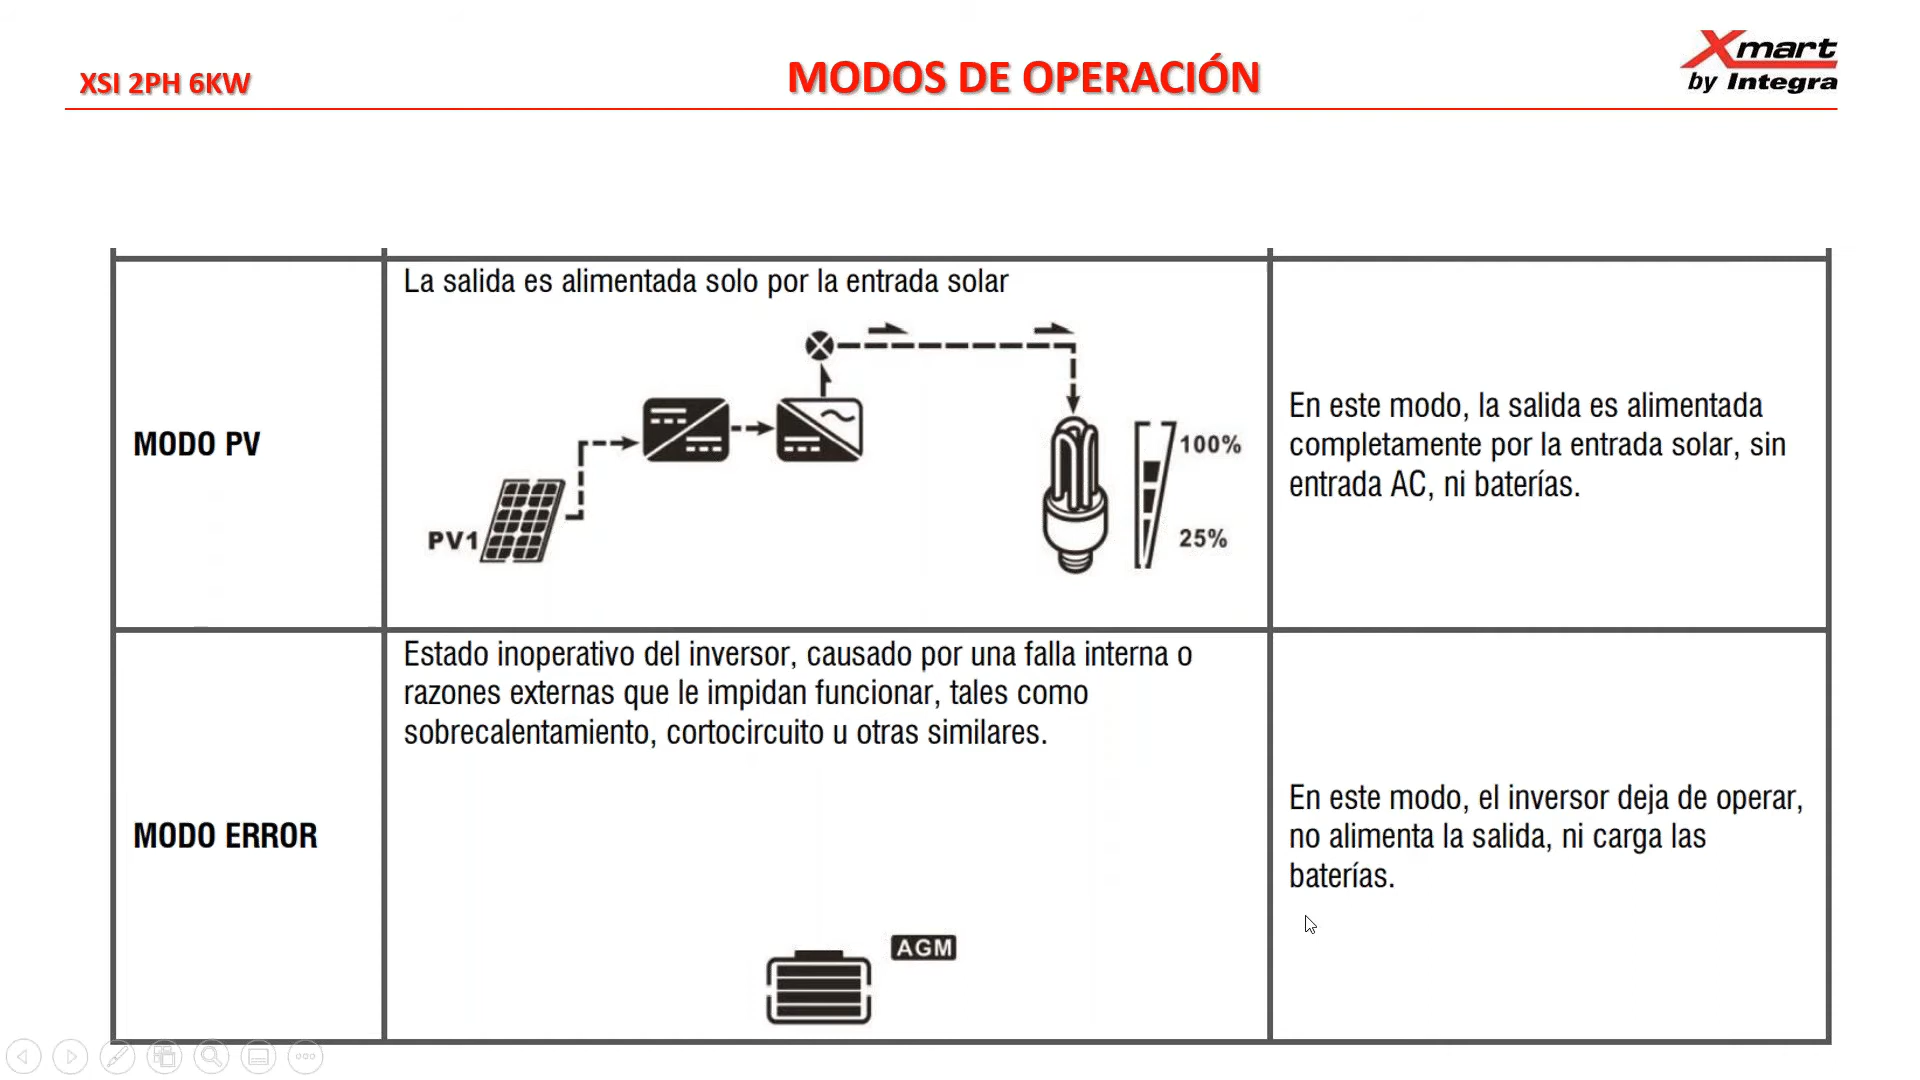 XSI 2PH 6KW
MODOS DE OPERACIÓN
Xmart
by Integra
MODO PV
La salida es alimentada solo por la entrada solar
PV1
100%
25%
En este modo, la salida es alimentada
completamente por la entrada solar, sin
entrada AC, ni baterías.
MODO ERROR
Estado inoperativo del inversor, causado por una falla interna o
razones externas que le impidan funcionar, tales como
sobrecalentamiento, cortocircuito u otras similares.
AGM
En este modo, el inversor deja de operar,
no alimenta la salida, ni carga las
baterías.